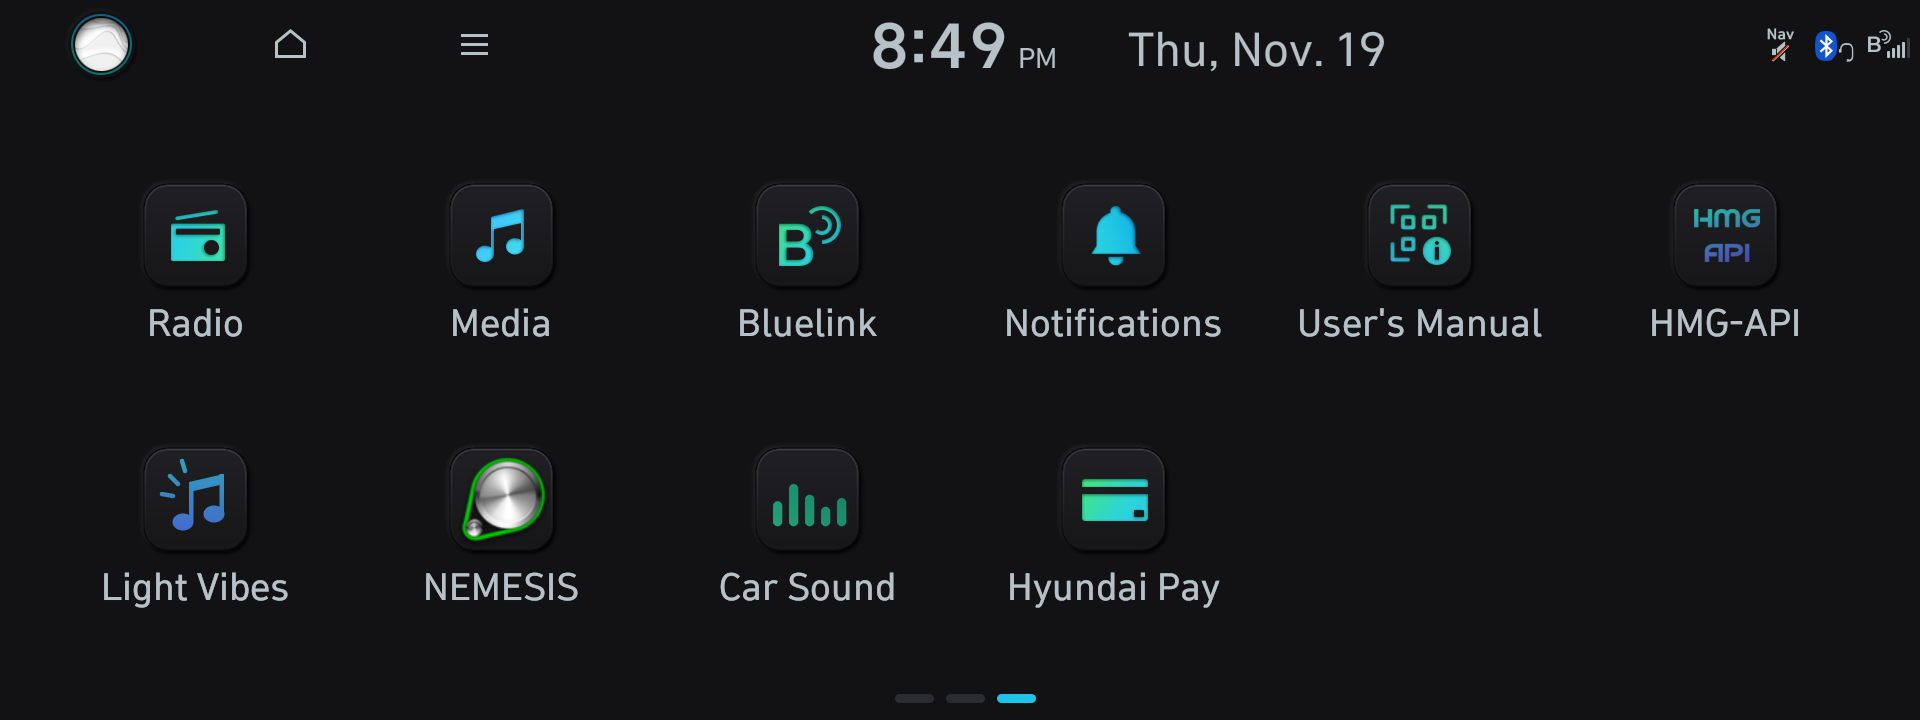 8:49 PM Thu, Nov. 19
Nav
B
B
HMG
API
Radio Media Bluelink Notifications User's Manual HMG-API
Light Vibes NEMESIS Car Sound Hyundai Pay